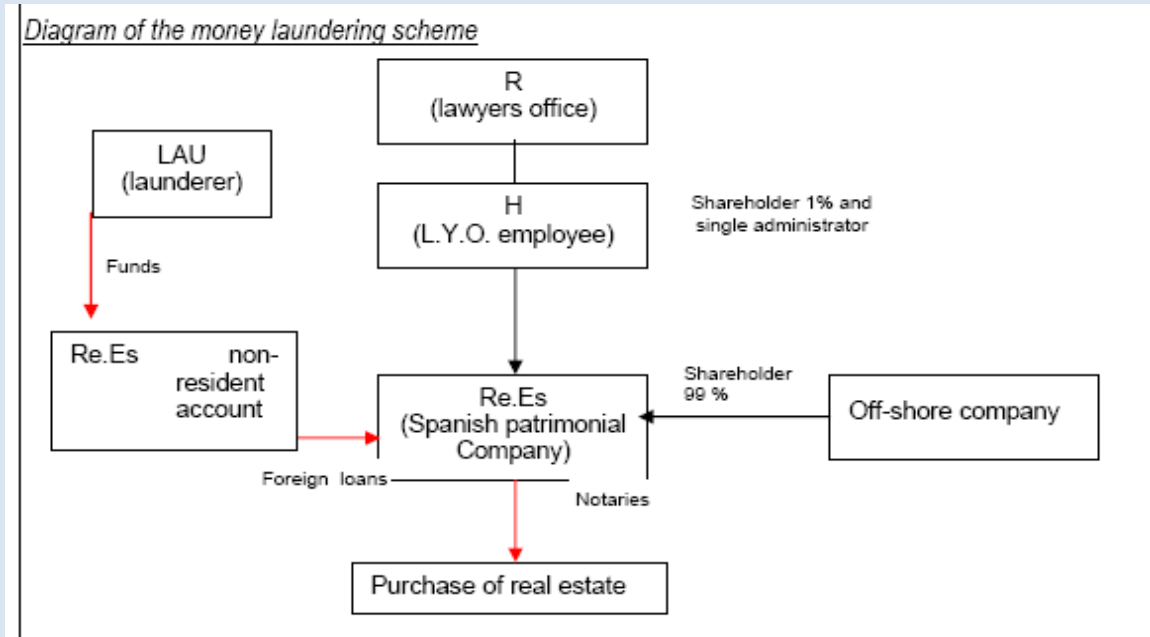 Diagram of the money laundering scheme
R
(lawyers office)
LAU
(launderer)
H
(L.Y.O. employee)
Shareholder 1% and
single administrator
Funds
Re.Es non-
resident
account
Re.Es
(Spanish patrimonial
Company)
Shareholder
99 %
Off-shore company
Foreign loans
Notaries
Purchase of real estate